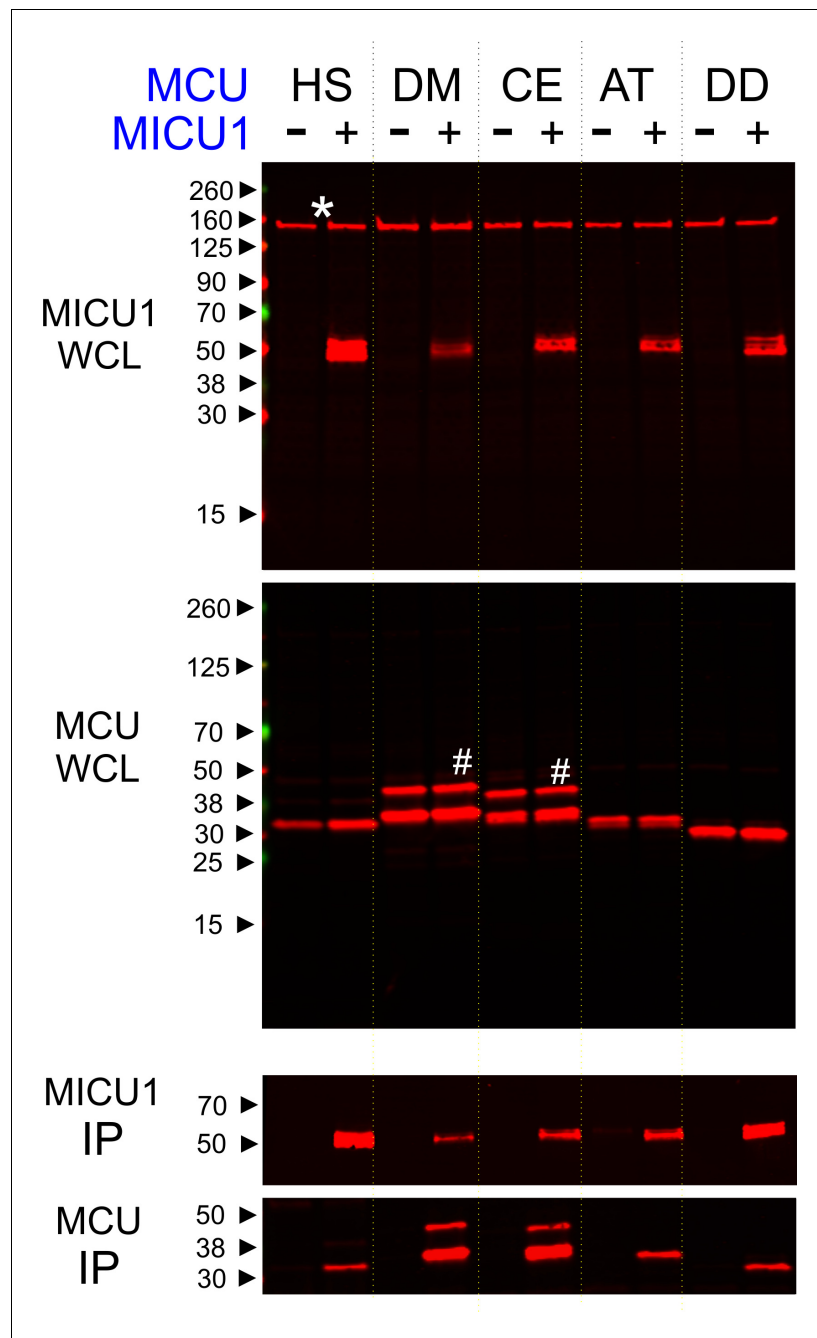 MCU HS DM CE AT DD
MICU1 - + - + - + - + - +
260
*
160
125
90
70
MICU1
WCL
50
38
30
15
260
125
70
MCU
WCL
#
#
50
38
30
25
15
MICU1
IP
70
50
MCU
IP
50
38
30